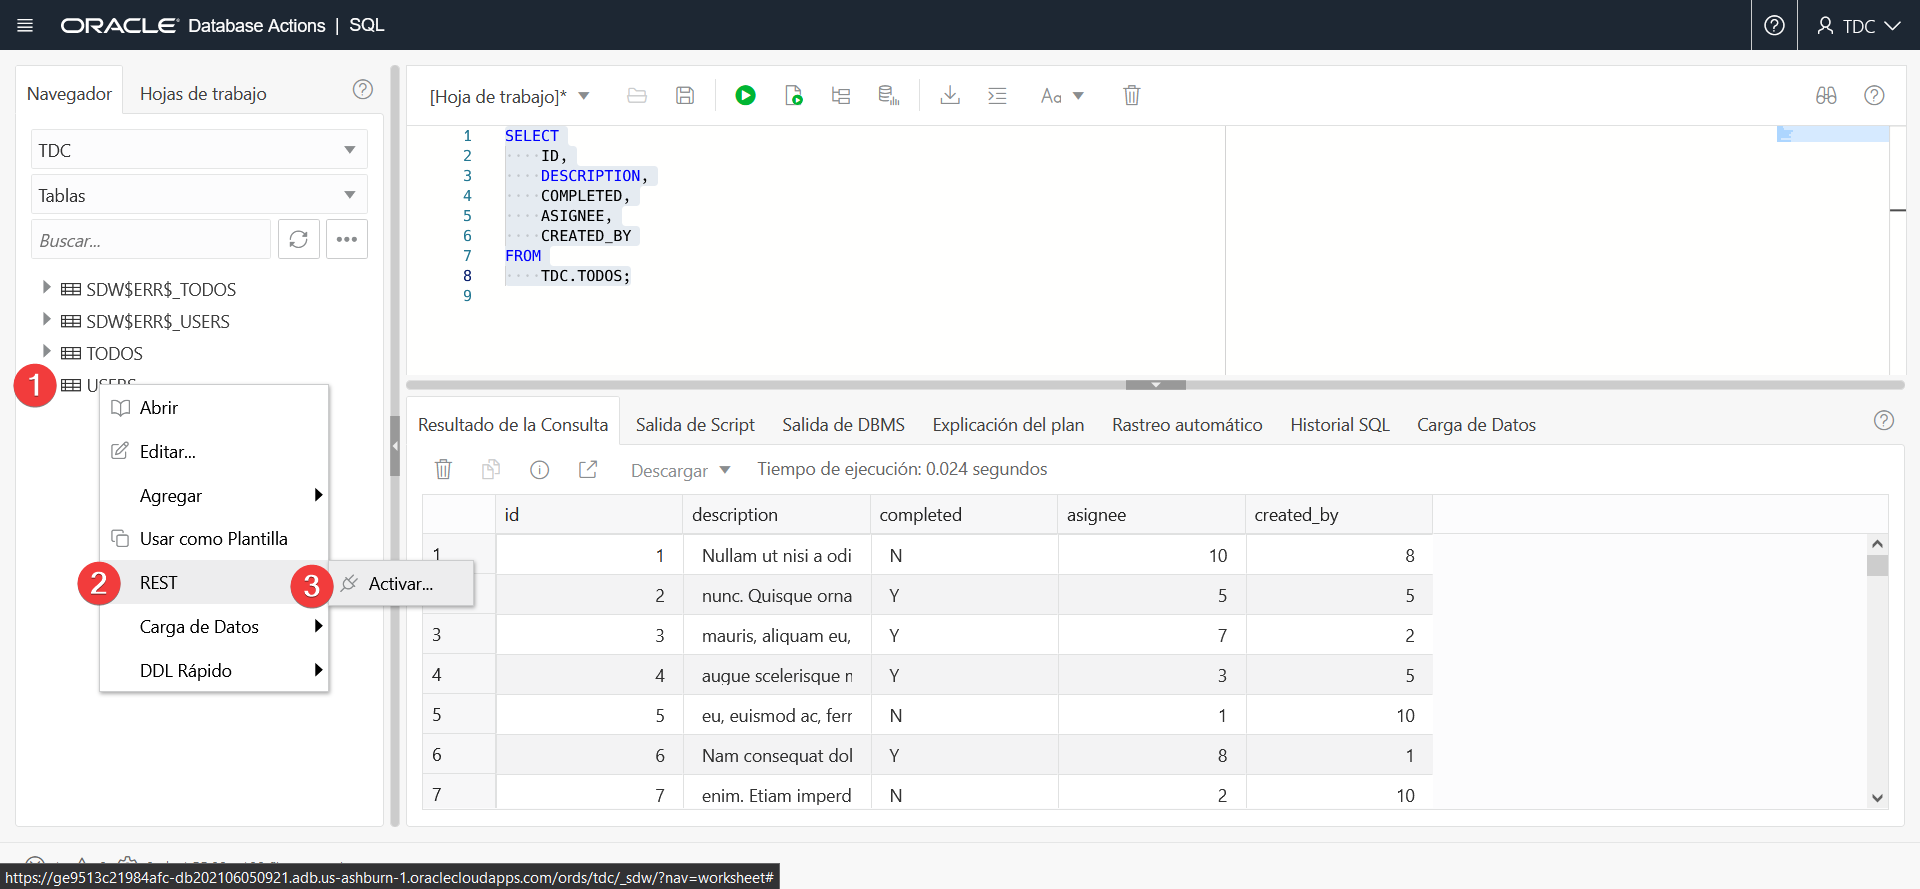 ORACLE Database Actions | SQL
TDC
Navegador
Hojas de trabajo
TDC
Tablas
Buscar...
SDW$ERR$_TODOS
SDW$ERR$_USERS
TODOS
1
USERS
Abrir
Editar...
Agregar
Usar como Plantilla
2
REST
3
Activar...
Carga de Datos
DDL Rápido
[Hoja de trabajo]*
Aa
1 SELECT
2 ID,
3 DESCRIPTION,
4 COMPLETED,
5 ASIGNEE,
6 CREATED_BY
7 FROM
8 TDC.TODOS;
9
Resultado de la Consulta
Salida de Script
Salida de DBMS
Explicación del plan
Rastreo automático
Historial SQL
Carga de Datos
Descargar
Tiempo de ejecución: 0.024 segundos
id description completed asignee created_by
1 1 Nullam ut nisi a odi N 10 8
2 nunc. Quisque orna Y 5 5
3 3 mauris, aliquam eu, Y 7 2
4 4 augue scelerisque Y 3 5
5 5 eu, euismod ac, ferr N 1 10
6 6 Nam consequat dol Y 8 1
7 7 enim. Etiam imperd N 2 10
https://ge9513c21984afc-db202106050921.adb.us-ashburn-1.oraclecloudapps.com/ords/tdc/_sdw/?nav=worksheet#